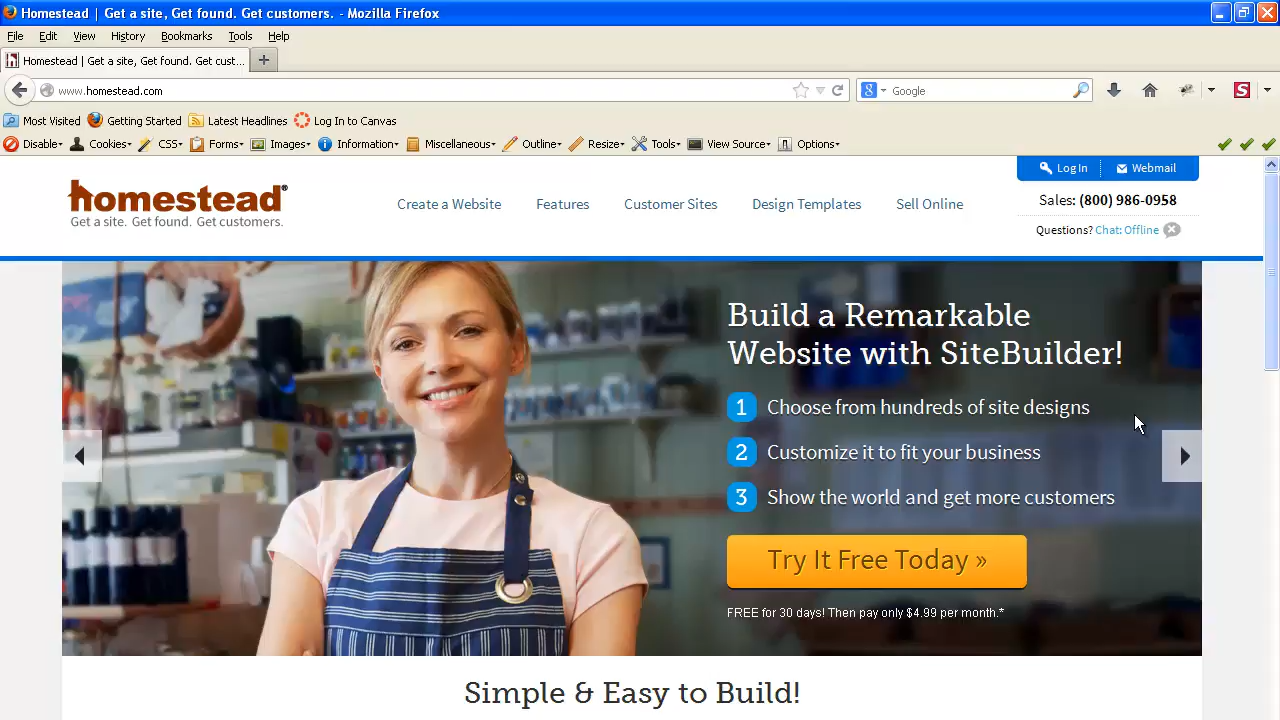 Homestead | Get a site, Get found. Get customers. - Mozilla Firefox
File Edit View History Bookmarks Tools Help
Homestead | Get a site, Get found. Get cust... +
www.homestead.com Google
Most Visited Getting Started Latest Headlines Log In to Canvas
Disable Cookies CSS Forms Images Information Miscellaneous Outline Resize Tools View Source Options
Log In Webmail
homestead®
Get a site. Get found. Get customers.
Create a Website Features Customer Sites Design Templates Sell Online
Sales: (800) 986-0958
Questions? Chat: Offline
Build a Remarkable
Website with SiteBuilder!
1 Choose from hundreds of site designs
2 Customize it to fit your business
3 Show the world and get more customers
Try It Free Today »
FREE for 30 days! Then pay only $4.99 per month.*
Simple & Easy to Build!